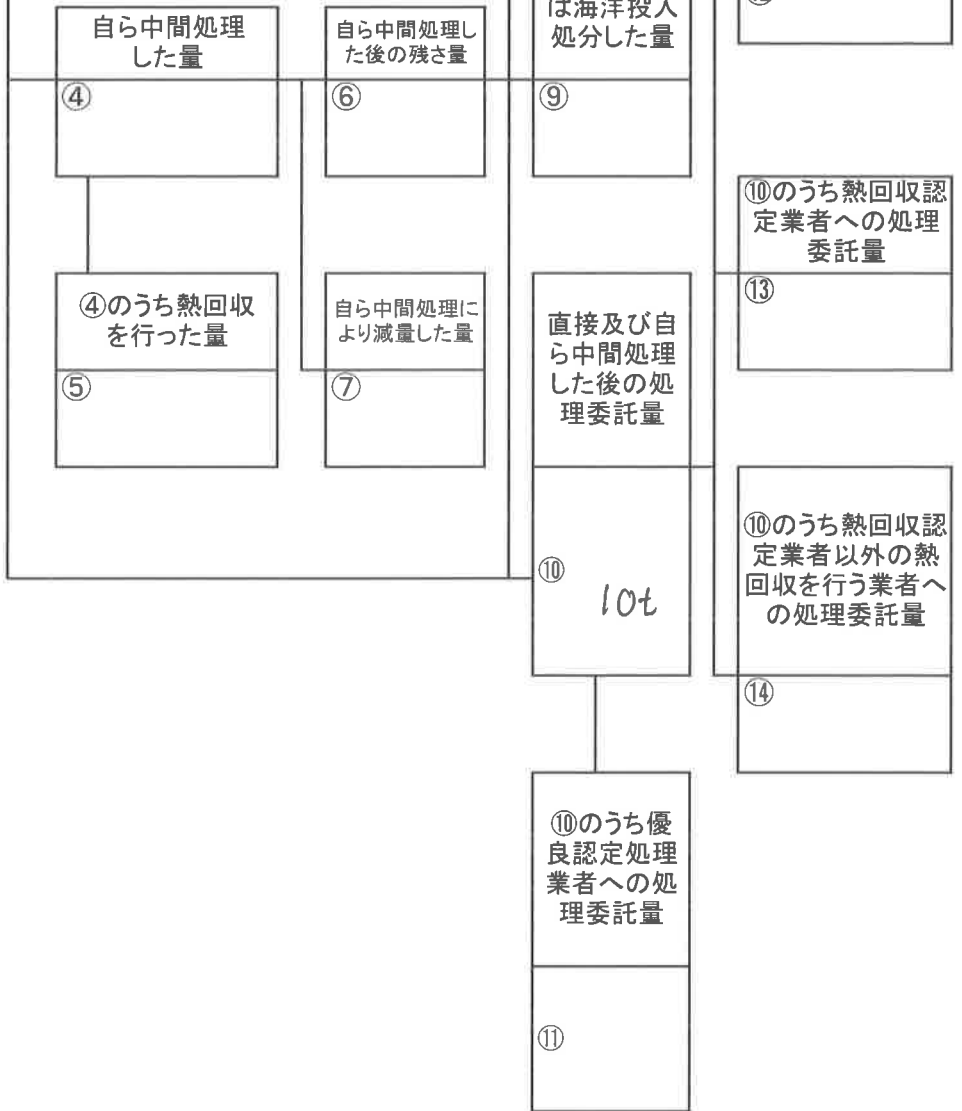 自ら中間処理
した量
④
自ら中間処理し
た後の残さ量
⑥
は海洋投入
処分した量
⑨
④のうち熱回収
を行った量
⑤
自ら中間処理に
より減量した量
⑦
直接及び自
ら中間処理
した後の処
理委託量
⑩
10t
⑩のうち優
良認定処理
業者への処
理委託量
⑪
⑩のうち熱回収認
定業者への処理
委託量
⑬
⑩のうち熱回収認
定業者以外の熱
回収を行う業者へ
の処理委託量
⑭